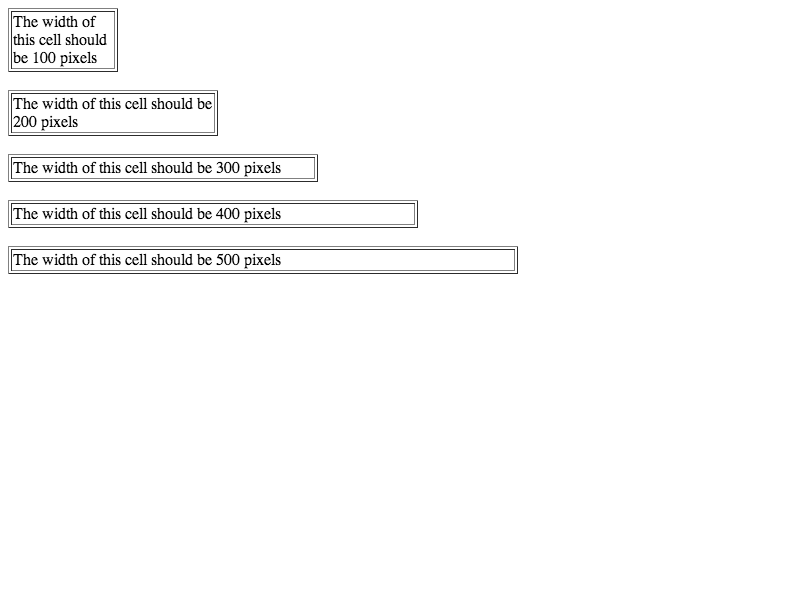 The width of
this cell should
be 100 pixels
The width of this cell should be
200 pixels
The width of this cell should be 300 pixels
The width of this cell should be 400 pixels
The width of this cell should be 500 pixels